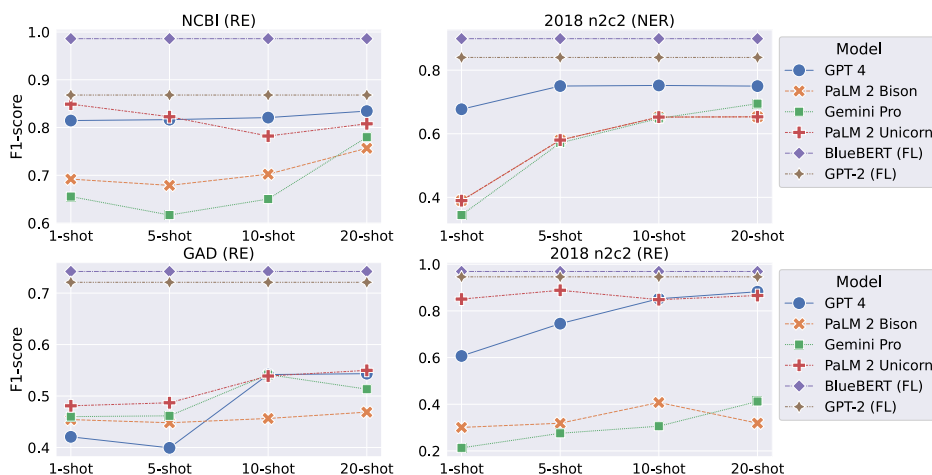 NCBI (RE)
2018 n2c2 (NER)
1.0
0.9
0.8
0.7
0.6
F1-score
1-shot
5-shot
10-shot
20-shot
0.8
0.6
0.4
1-shot
5-shot
10-shot
20-shot
Model
GPT 4
PaLM 2 Bison
Gemini Pro
PaLM 2 Unicorn
BlueBERT (FL)
GPT-2 (FL)
GAD (RE)
2018 n2c2 (RE)
0.7
0.6
0.5
0.4
F1-score
1-shot
5-shot
10-shot
20-shot
1.0
0.8
0.6
0.4
0.2
1-shot
5-shot
10-shot
20-shot
Model
GPT 4
PaLM 2 Bison
Gemini Pro
PaLM 2 Unicorn
BlueBERT (FL)
GPT-2 (FL)